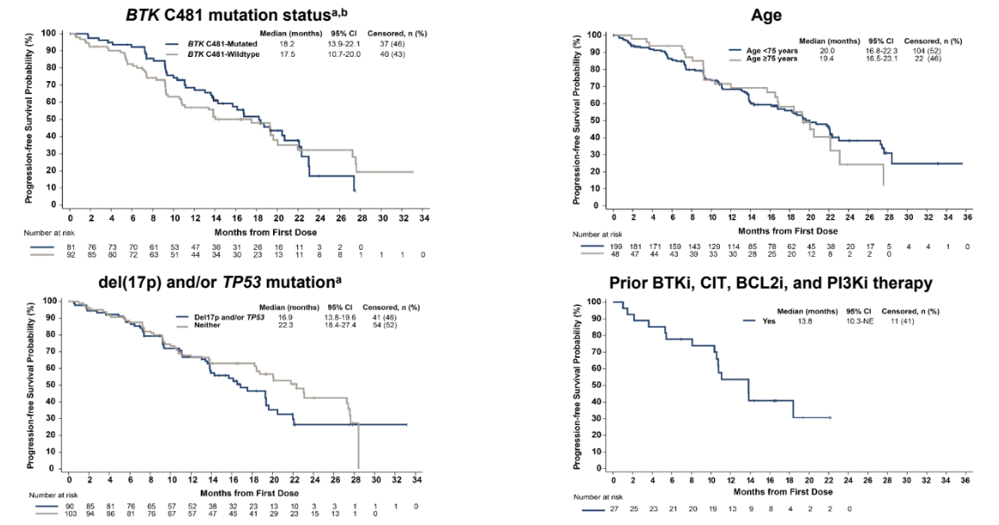 BTK C481 mutation statusa,b
Median (months) 95% CI Censored, n (%)
BTK C481-Mutated 18.2 13.9-22.1 37 (46)
BTK C481-Wildtype 17.5 10.7-20.0 40 (43)
Progression-free Survival Probability (%)
100
90
80
70
60
50
40
30
20
10
0
0 2 4 6 8 10 12 14 16 18 20 22 24 26 28 30 32 34
Months from First Dose
Number at risk
81 76 73 70 61 53 47 36 31 26 16 11 3 2 0
92 85 80 72 63 51 44 34 30 23 13 11 8 8 1 1 1 0
Age
Median (months) 95% CI Censored, n (%)
Age <75 years 20.0 16.8-22.3 104 (52)
Age ≥75 years 19.4 16.5-23.1 22 (46)
Progression-free Survival Probability (%)
100
90
80
70
60
50
40
30
20
10
0
0 2 4 6 8 10 12 14 16 18 20 22 24 26 28 30 32 34 36
Months from First Dose
Number at risk
199 181 171 159 143 129 114 85 78 62 45 38 20 17 5 4 4 1 0
48 47 44 43 39 33 30 28 25 20 12 8 2 2 0
del(17p) and/or TP53 mutationa
Median (months) 95% CI Censored, n (%)
Del17p and/or TP53 16.9 13.8-19.6 41 (46)
Neither 22.3 18.4-27.4 54 (52)
Progression-free Survival Probability (%)
100
90
80
70
60
50
40
30
20
10
0
0 2 4 6 8 10 12 14 16 18 20 22 24 26 28 30 32 34
Months from First Dose
Number at risk
90 85 81 76 65 57 52 38 32 23 13 10 3 3 1 1 1 0
103 94 86 81 76 67 57 47 45 41 29 23 15 13 1 0
Prior BTKi, CIT, BCL2i, and PI3Ki therapy
Median (months) 95% CI Censored, n (%)
Yes 13.8 10.3-NE 11 (41)
Progression-free Survival Probability (%)
100
90
80
70
60
50
40
30
20
10
0
0 2 4 6 8 10 12 14 16 18 20 22 24 26 28 30 32 34 36
Months from First Dose
Number at risk
27 25 23 21 20 19 13 9 8 4 2 2 0